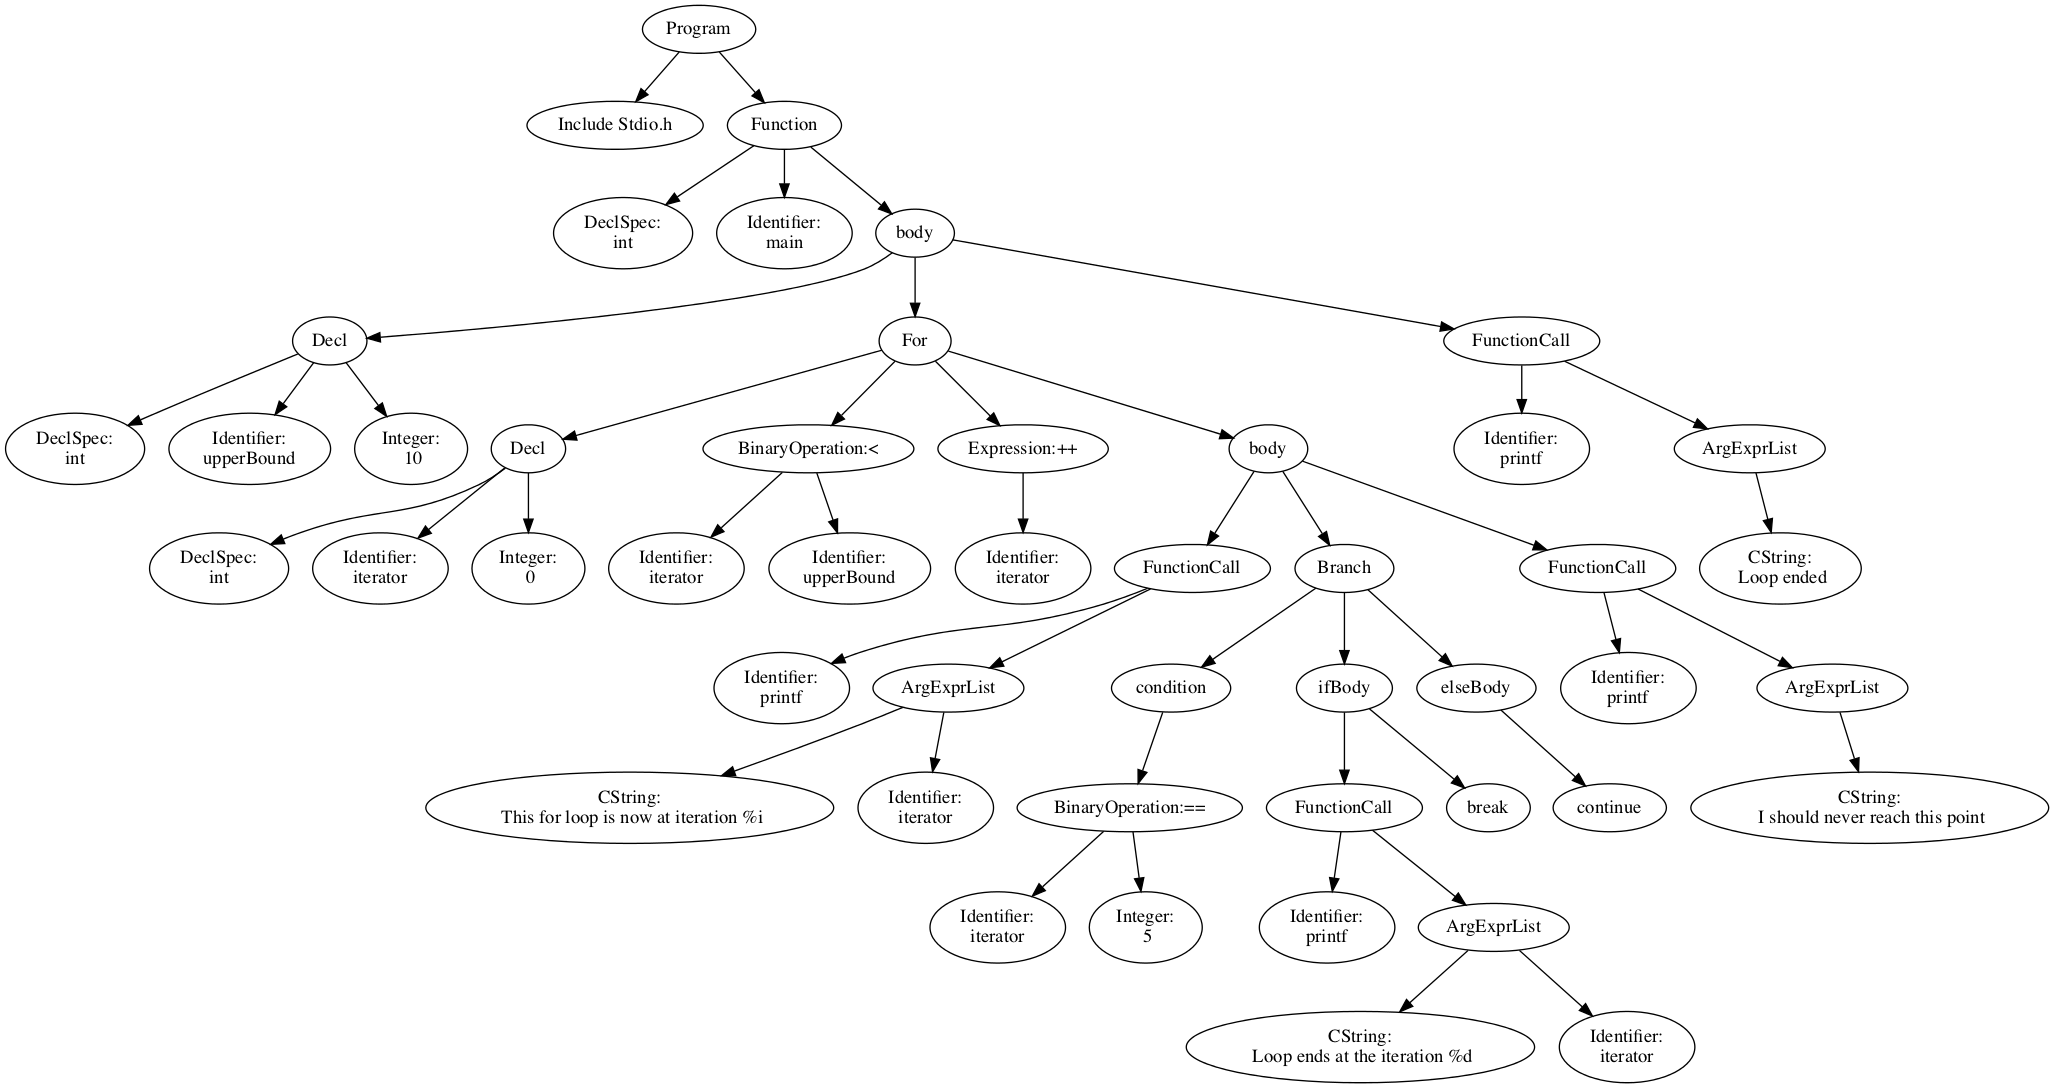 Program
Include Stdio.h
Function
DeclSpec:
int
Identifier:
main
body
Decl
For
FunctionCall
DeclSpec:
int
Identifier:
upperBound
Integer:
10
Decl
BinaryOperation:<
Expression:++
body
Identifier:
printf
ArgExprList
DeclSpec:
int
Identifier:
iterator
Integer:
0
Identifier:
iterator
Identifier:
upperBound
Identifier:
iterator
FunctionCall
Branch
FunctionCall
CString:
Loop ended
Identifier:
printf
ArgExprList
condition
ifBody
elseBody
Identifier:
printf
ArgExprList
CString:
This for loop is now at iteration %i
Identifier:
iterator
BinaryOperation:==
FunctionCall
break
continue
CString:
I should never reach this point
Identifier:
iterator
Integer:
5
Identifier:
printf
ArgExprList
CString:
Loop ends at the iteration %d
Identifier:
iterator